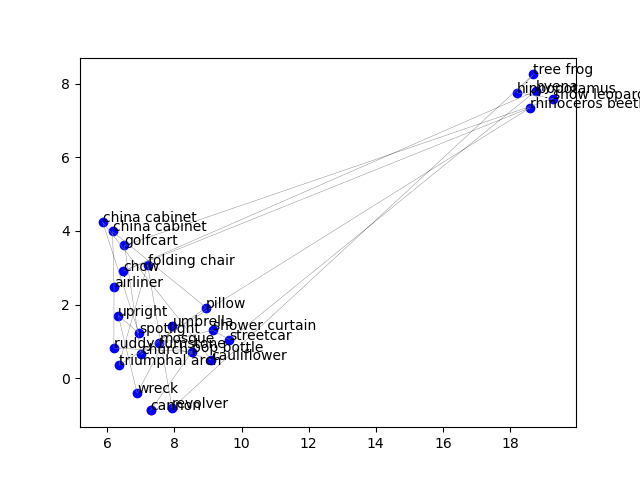 tree frog
hippopotamus
hyena
snow leopard
rhinoceros beetl
china cabinet
china cabinet
golfcart
folding chair
chow
airliner
pillow
upright
umbrella
shower curtain
spotlight
streetcar
mosque
ruddy turnstone
church
pop bottle
cauliflower
triumphal arch
wreck
cannon
revolver
8
6
4
2
0
6
8
10
12
14
16
18